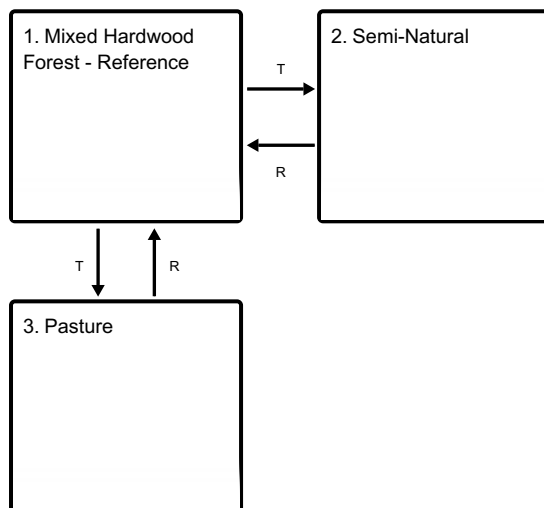 1. Mixed Hardwood
Forest - Reference
2. Semi-Natural
T
R
T
R
3. Pasture